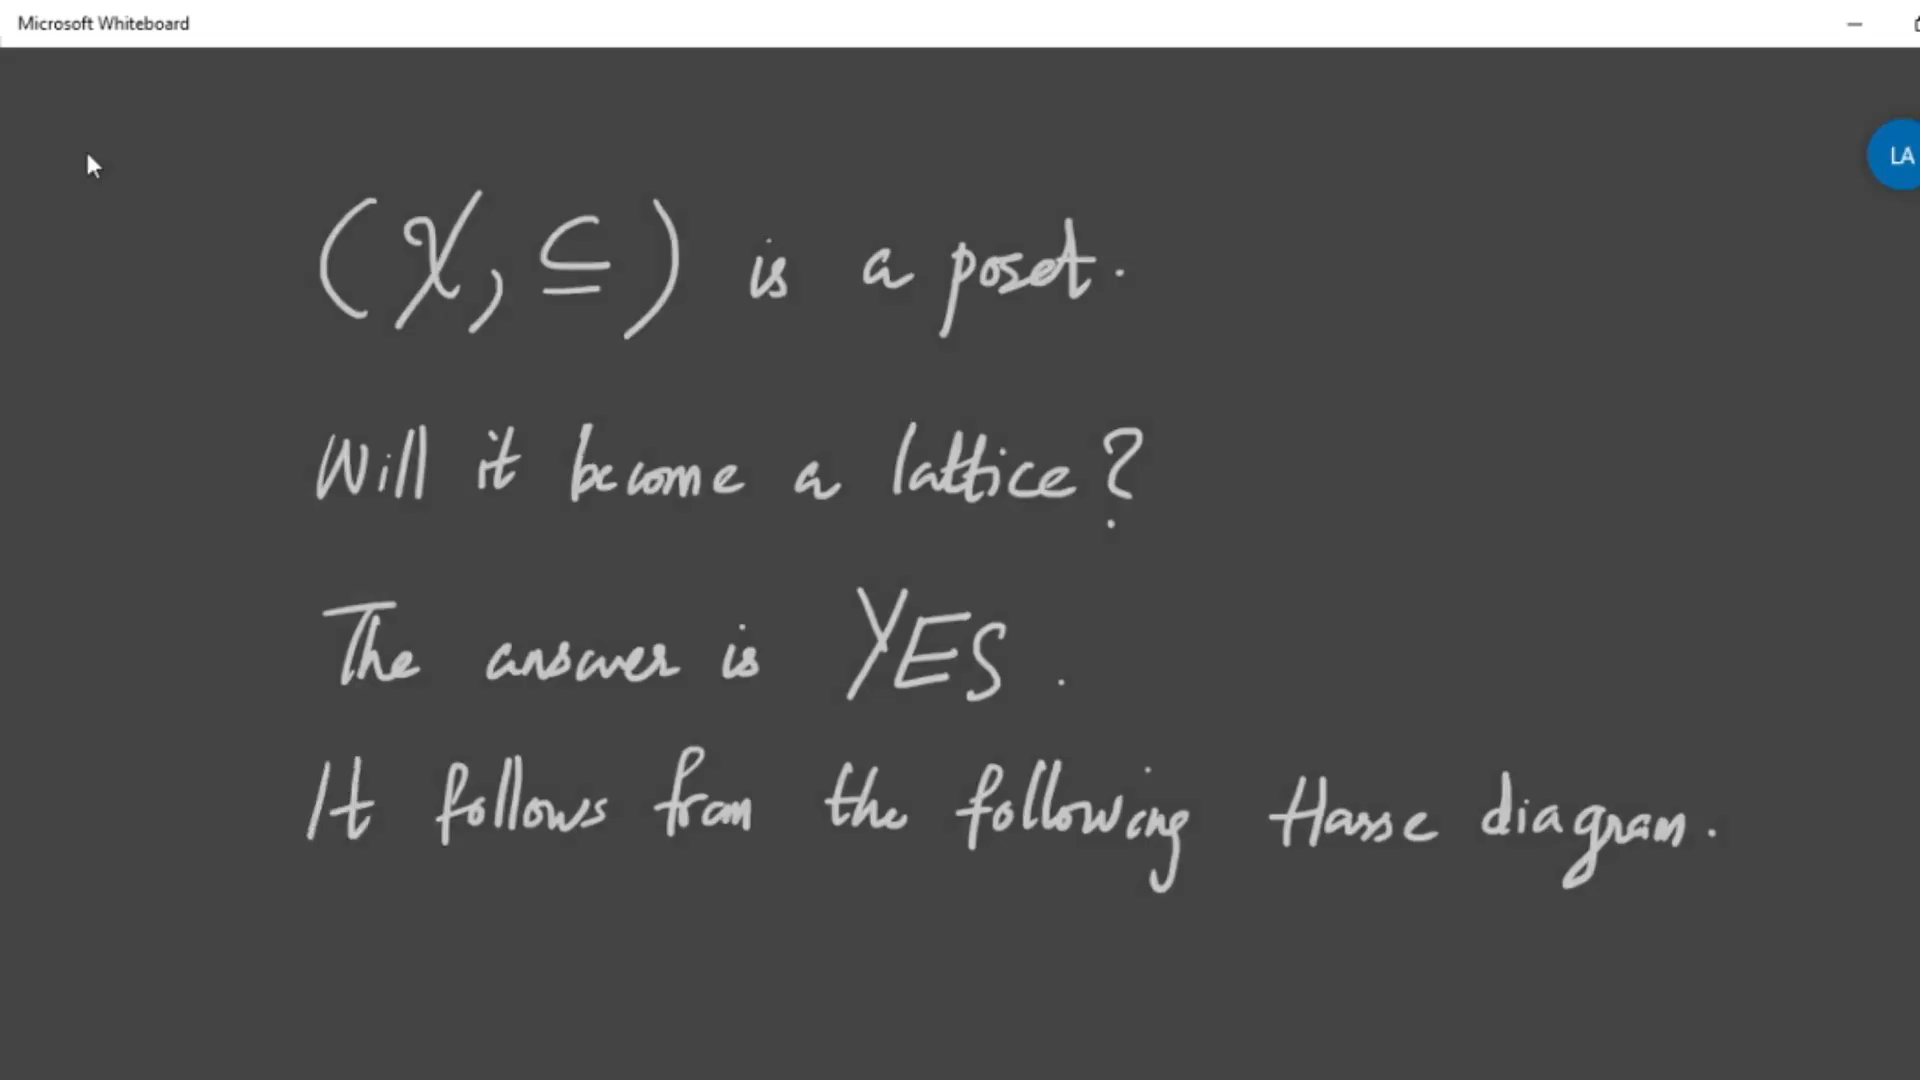 Microsoft Whiteboard
LA
(𝒳, ⊆) is a poset.
Will it become a lattice?
The answer is YES.
It follows from the following Hasse diagram.